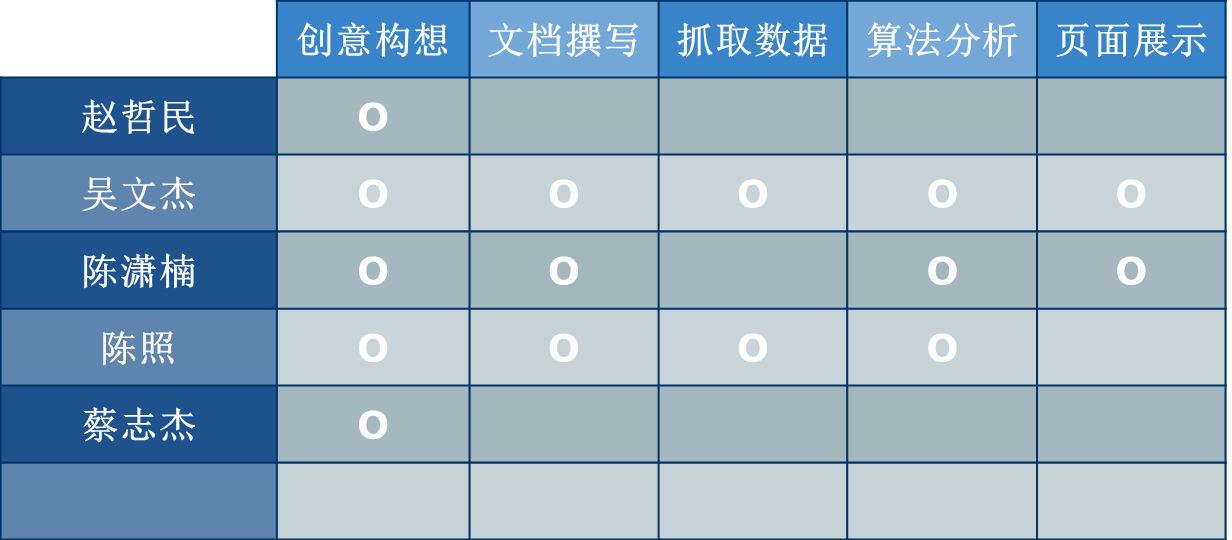 创意构想 文档撰写 抓取数据 算法分析 页面展示
赵哲民 O
吴文杰 O O O O O
陈潇楠 O O O O
陈照 O O O O
蔡志杰 O